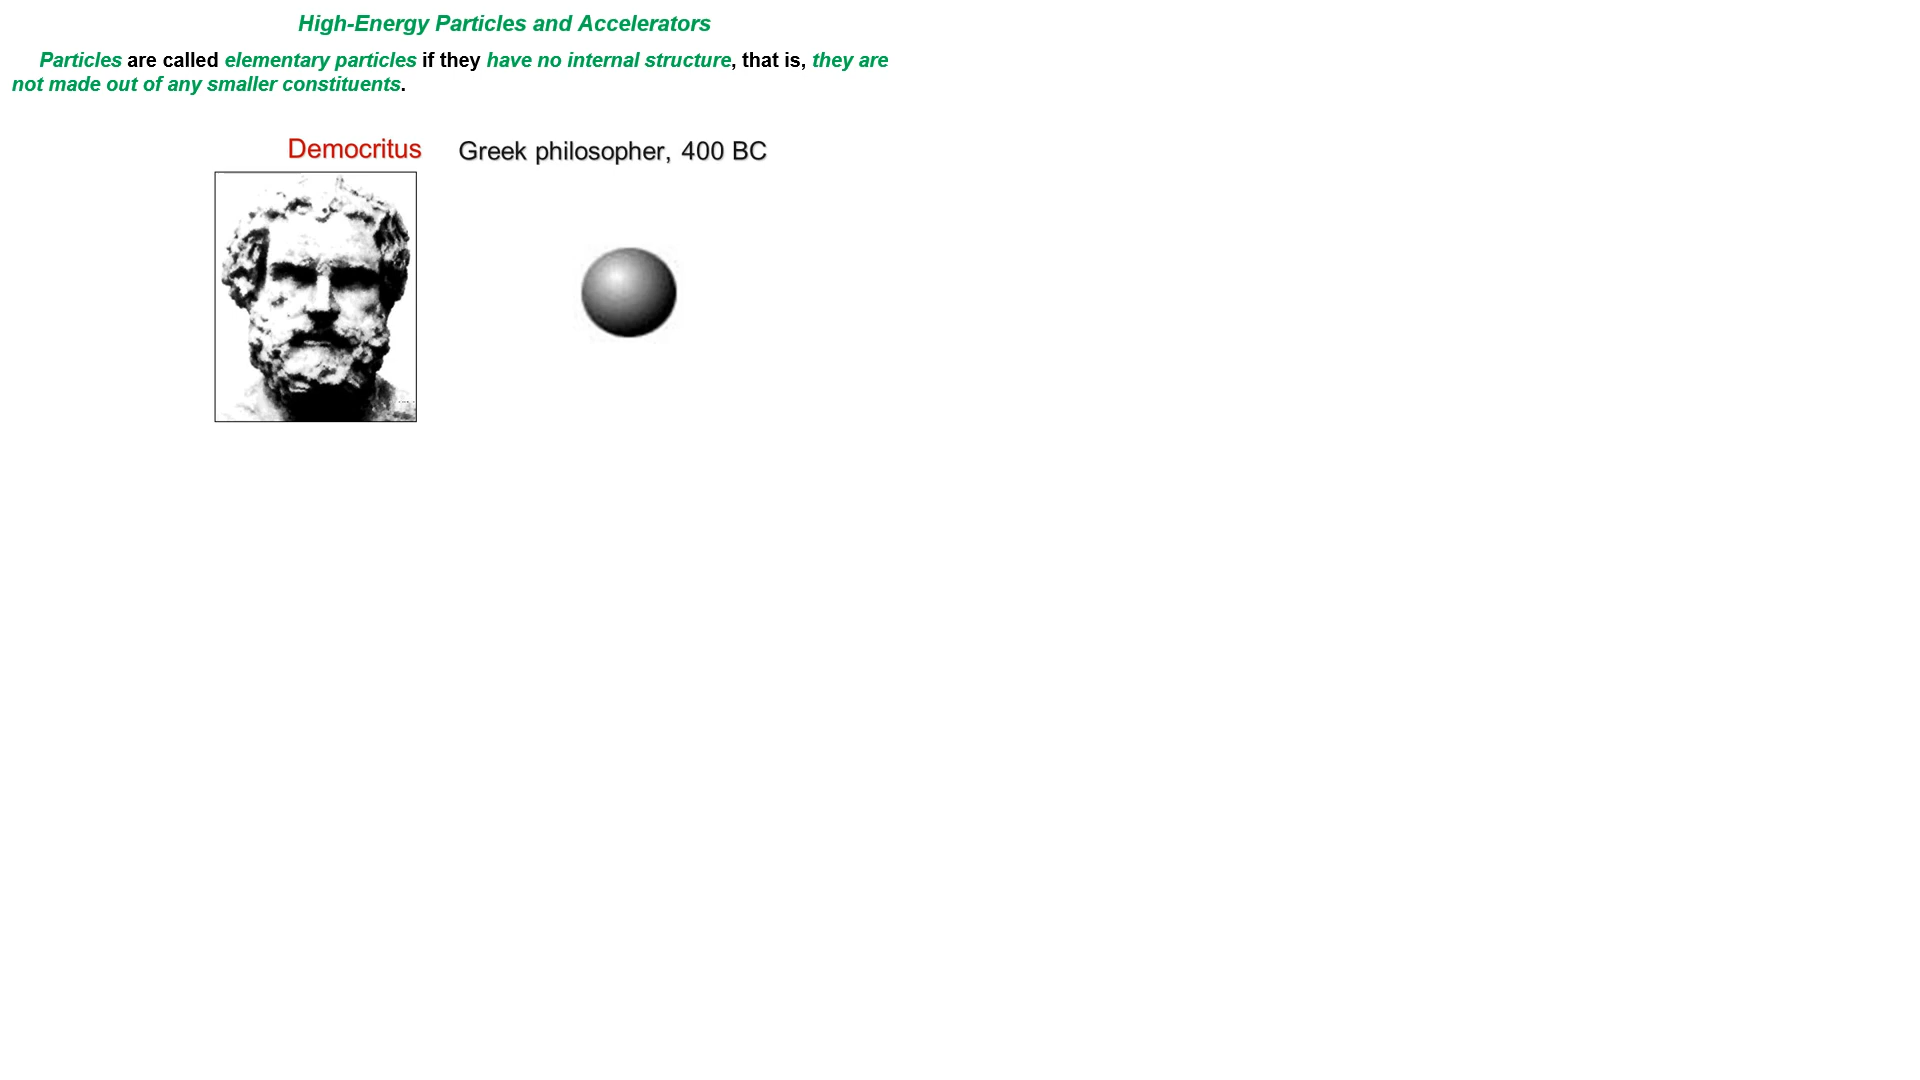 High-Energy Particles and Accelerators
Particles are called elementary particles if they have no internal structure, that is, they are
not made out of any smaller constituents.
Democritus Greek philosopher, 400 BC